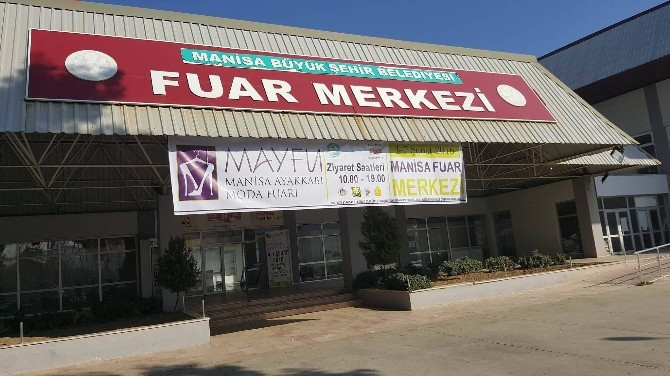 MANİSA BÜYÜK ŞEHİR BELEDİYESİ
FUAR MERKEZİ
MAYFU
MANİSA AYAKKABI
MODA FUARI
Ziyaret Saatleri
10.00 - 19.00
MANİSA FUAR
MERKEZİ